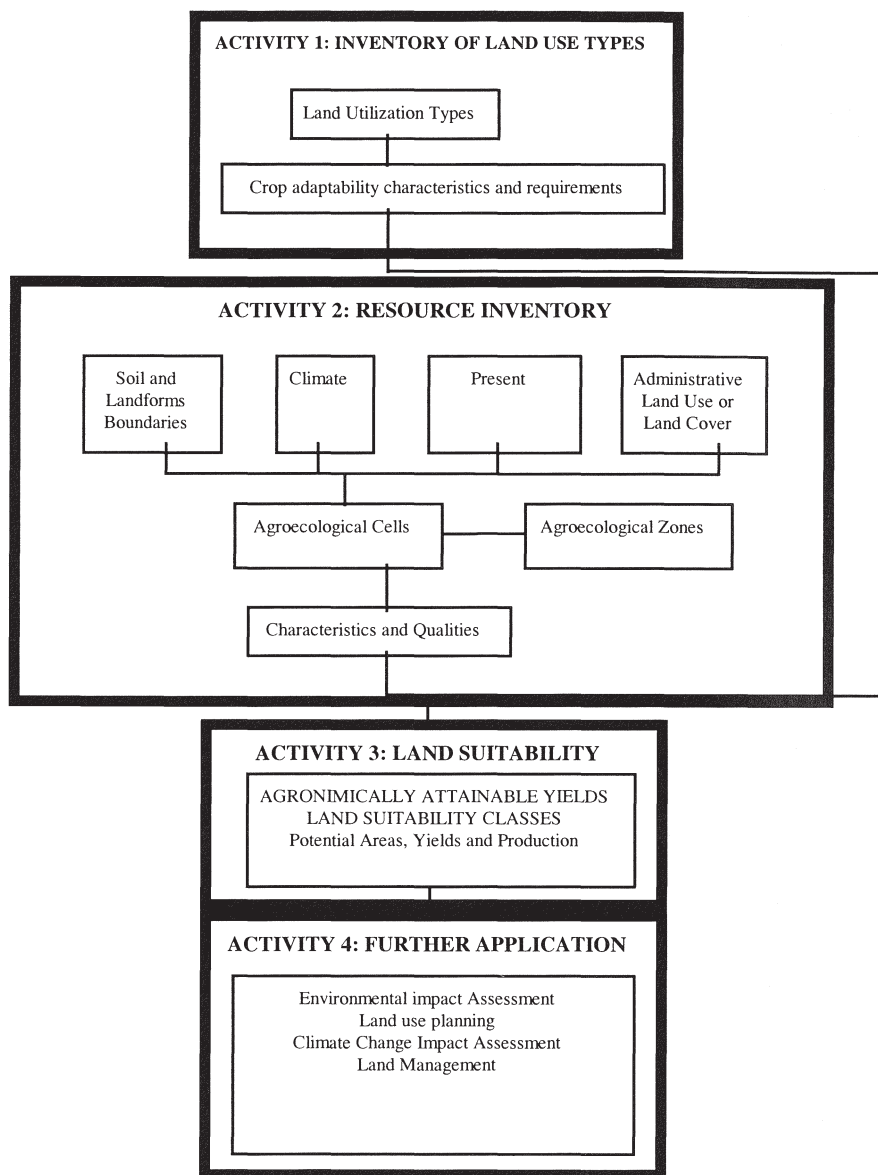 ACTIVITY 1: INVENTORY OF LAND USE TYPES
Land Utilization Types
Crop adaptability characteristics and requirements
ACTIVITY 2: RESOURCE INVENTORY
Soil and
Landforms
Boundaries
Climate
Present
Administrative
Land Use or
Land Cover
Agroecological Cells
Agroecological Zones
Characteristics and Qualities
ACTIVITY 3: LAND SUITABILITY
AGRONIMICALLY ATTAINABLE YIELDS
LAND SUITABILITY CLASSES
Potential Areas, Yields and Production
ACTIVITY 4: FURTHER APPLICATION
Environmental impact Assessment
Land use planning
Climate Change Impact Assessment
Land Management